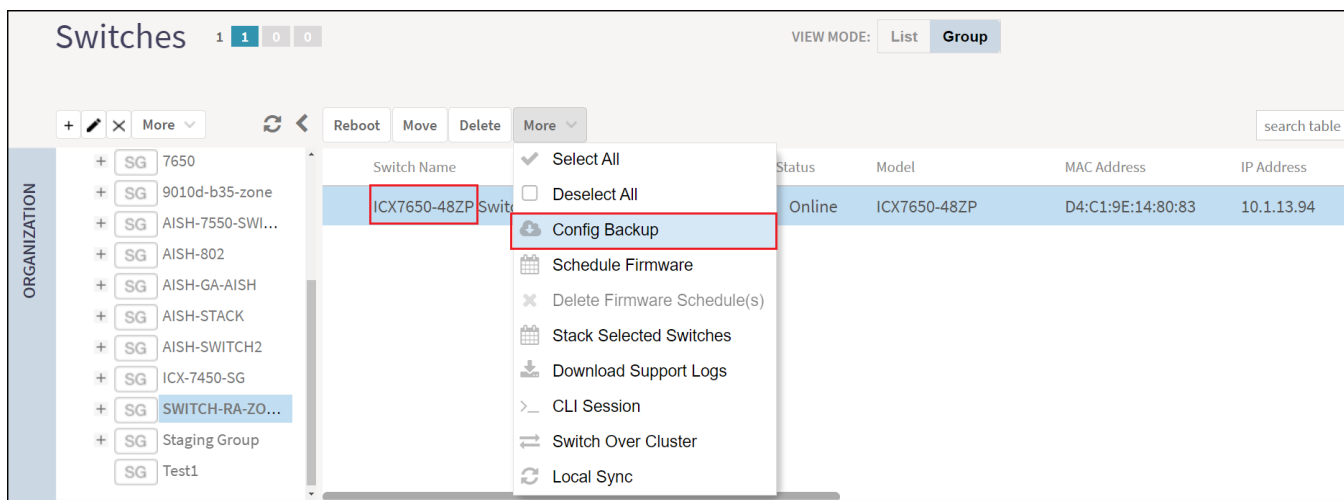 Switches 1 1 0 0 VIEW MODE: List Group
+ More Reboot Move Delete More search table
ORGANIZATION
Switch Name Status Model MAC Address IP Address
ICX7650-48ZP Switc Online ICX7650-48ZP D4:C1:9E:14:80:83 10.1.13.94
+ SG 7650
+ SG 9010d-b35-zone
+ SG AISH-7550-SWI...
+ SG AISH-802
+ SG AISH-GA-AISH
+ SG AISH-STACK
+ SG AISH-SWITCH2
+ SG ICX-7450-SG
+ SG SWITCH-RA-ZO...
+ SG Staging Group
SG Test1
Select All
Deselect All
Config Backup
Schedule Firmware
Delete Firmware Schedule(s)
Stack Selected Switches
Download Support Logs
>_ CLI Session
Switch Over Cluster
Local Sync